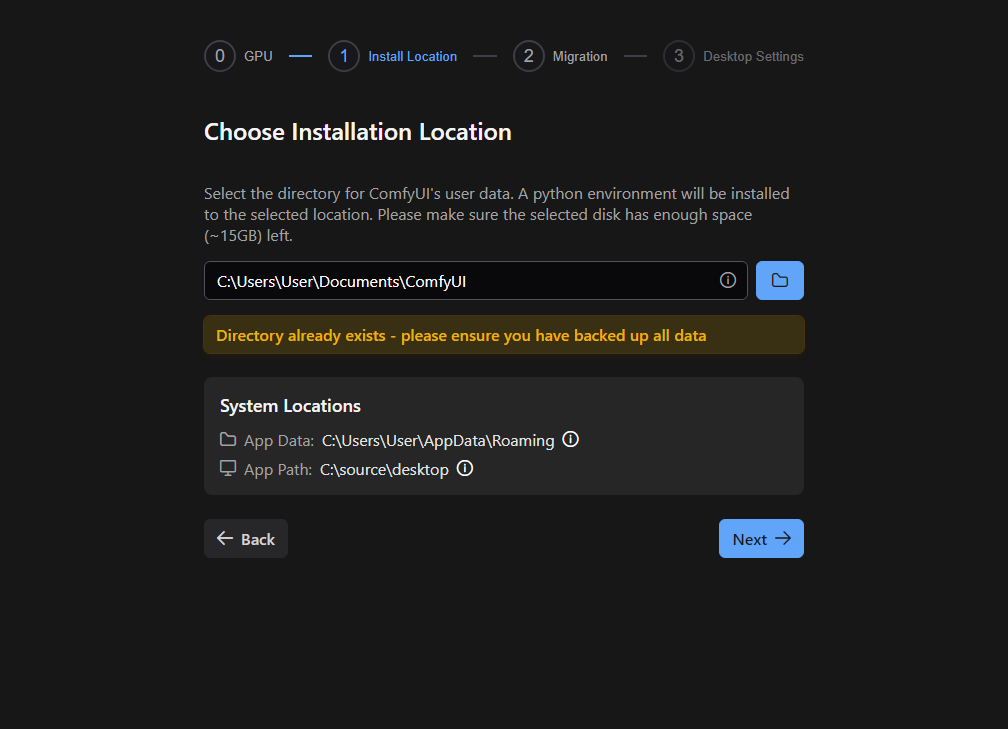 0 GPU 1 Install Location 2 Migration 3 Desktop Settings
Choose Installation Location
Select the directory for ComfyUI's user data. A python environment will be installed
to the selected location. Please make sure the selected disk has enough space
(~15GB) left.
C:\Users\User\Documents\ComfyUI
Directory already exists - please ensure you have backed up all data
System Locations
App Data: C:\Users\User\AppData\Roaming
App Path: C:\source\desktop
Back Next